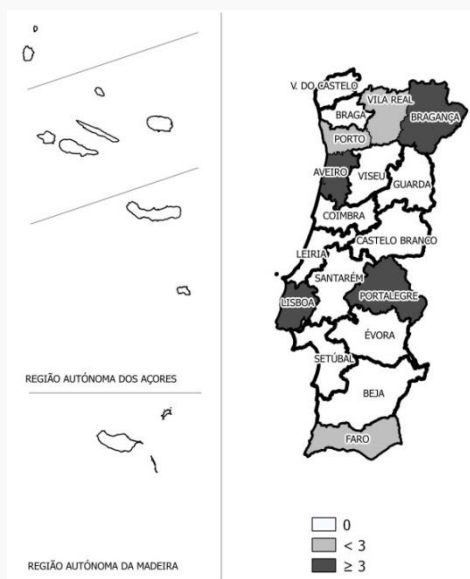 REGIÃO AUTÓNOMA DOS AÇORES
REGIÃO AUTÓNOMA DA MADEIRA
V. DO CASTELO
VILA REAL
BRAGA
BRAGANÇA
PORTO
AVEIRO
VISEU
GUARDA
COIMBRA
CASTELO BRANCO
LEIRIA
SANTARÉM
LISBOA
PORTALEGRE
ÉVORA
SETÚBAL
BEJA
FARO
0
< 3
≥ 3